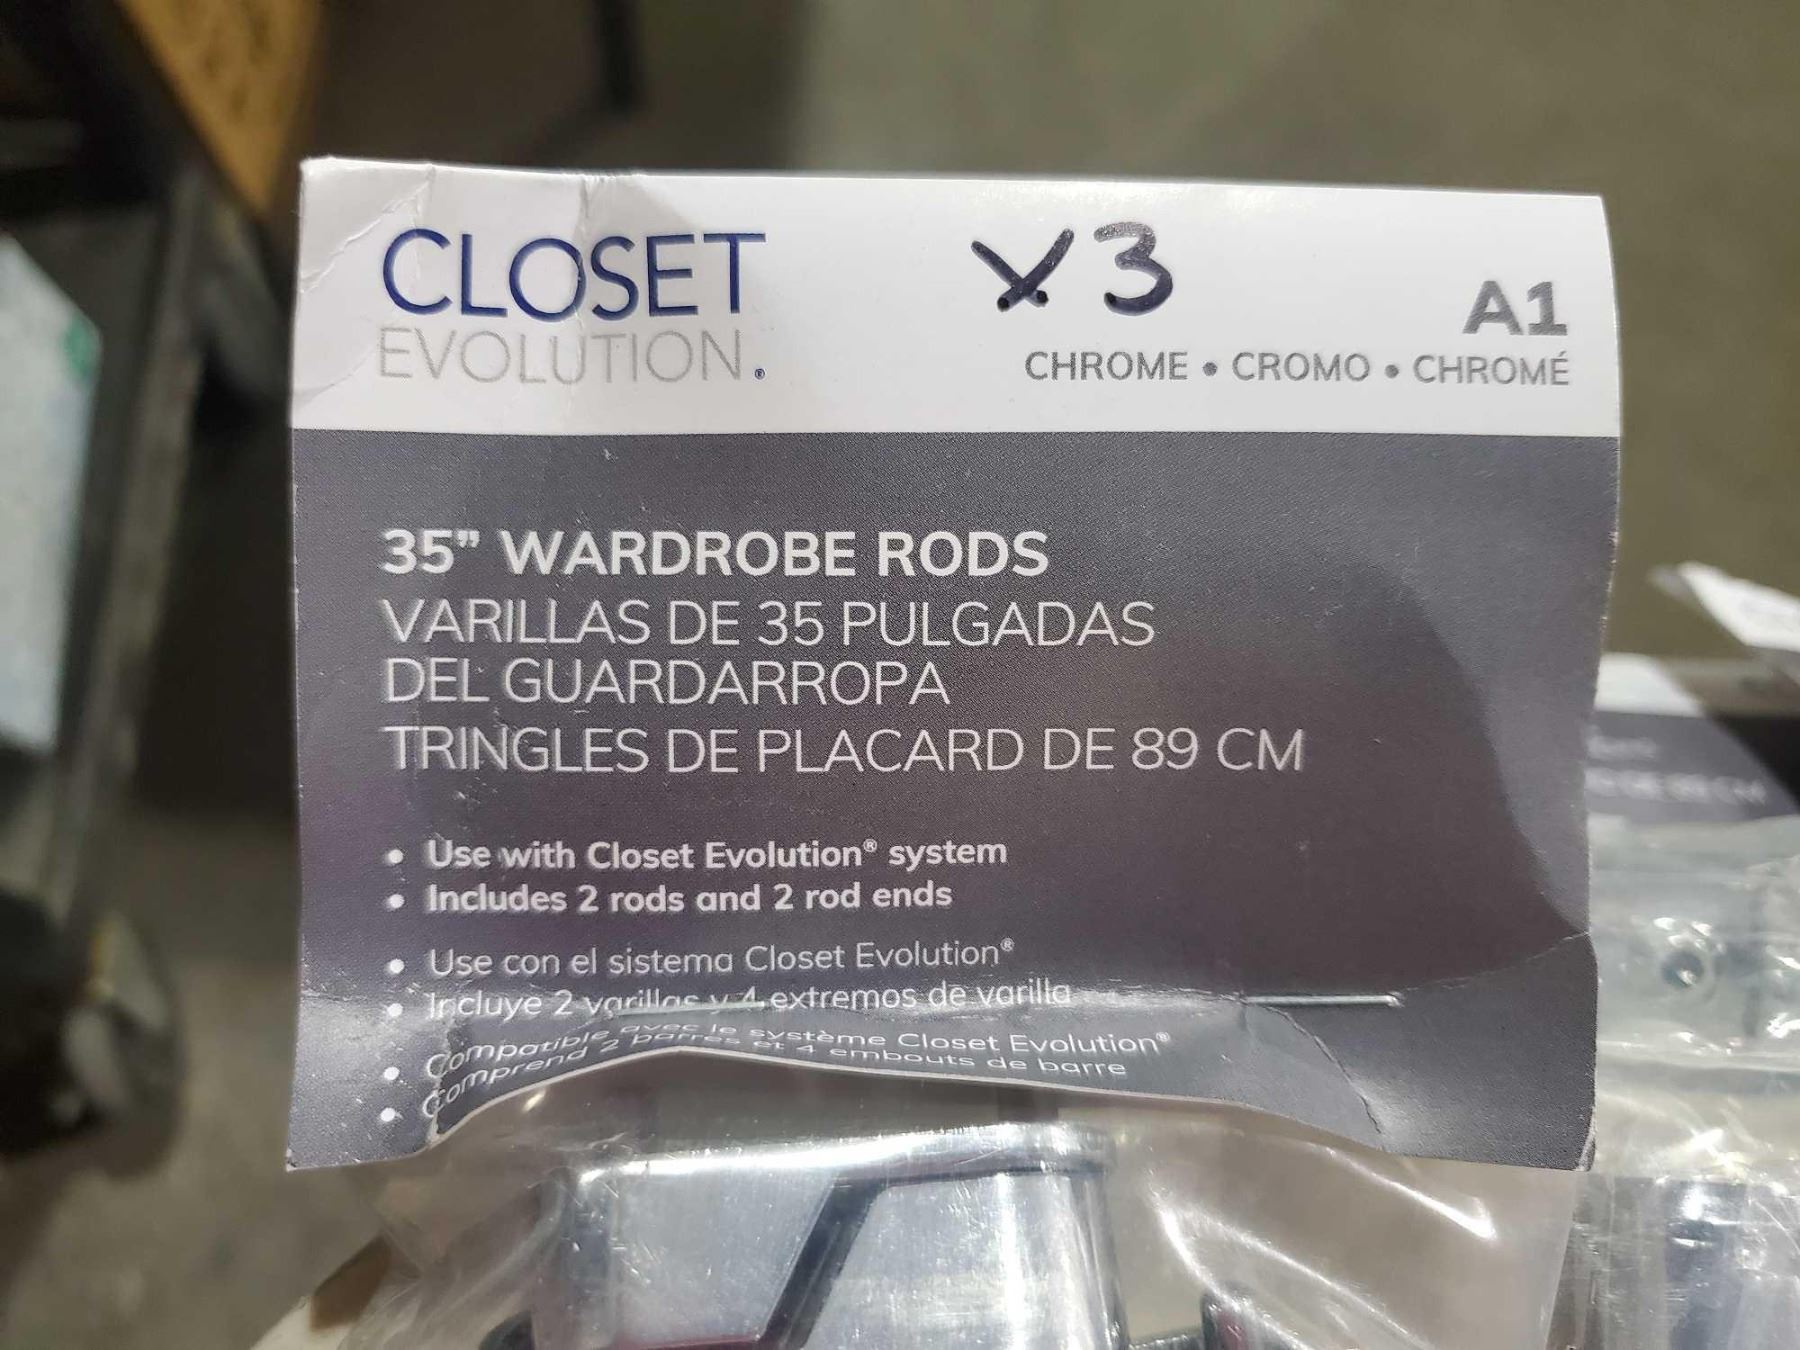 CLOSET
EVOLUTION®
x3
A1
CHROME • CROMO • CHROMÉ
35” WARDROBE RODS
VARILLAS DE 35 PULGADAS
DEL GUARDARROPA
TRINGLES DE PLACARD DE 89 CM
• Use with Closet Evolution® system
• Includes 2 rods and 2 rod ends
• Use con el sistema Closet Evolution®
• Incluye 2 varillas y 4 extremos de varilla
• Compatible avec le système Closet Evolution®
• Comprend 2 barres et 4 embouts de barre